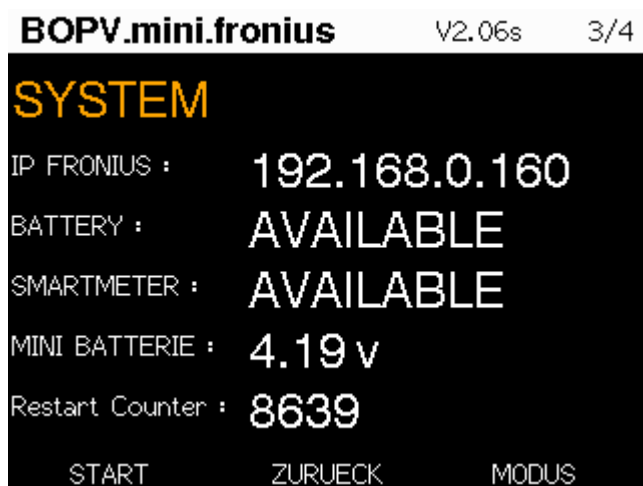 BOPV.mini.fronius V2.06s 3/4
SYSTEM
IP FRONIUS : 192.168.0.160
BATTERY : AVAILABLE
SMARTMETER : AVAILABLE
MINI BATTERIE : 4.19 v
Restart Counter : 8639
START ZURUECK MODUS